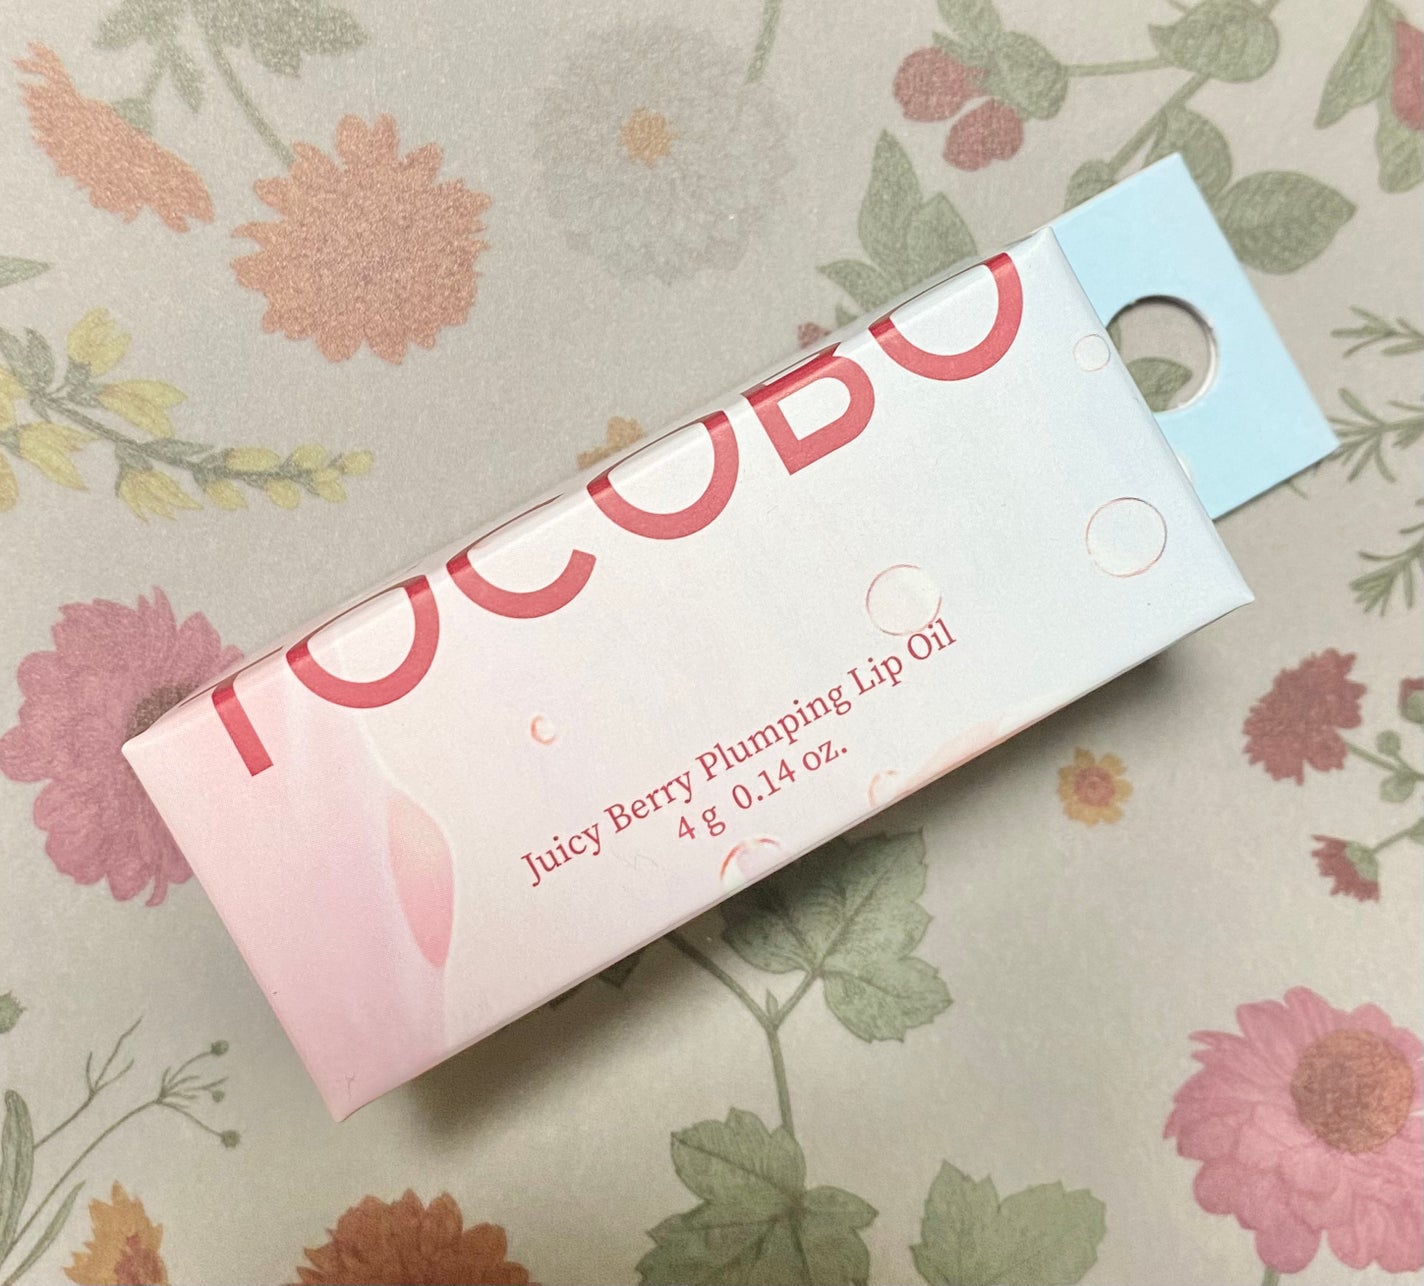 TOCOBO
Juicy Berry Plumping Lip Oil
4 g 0.14 oz.